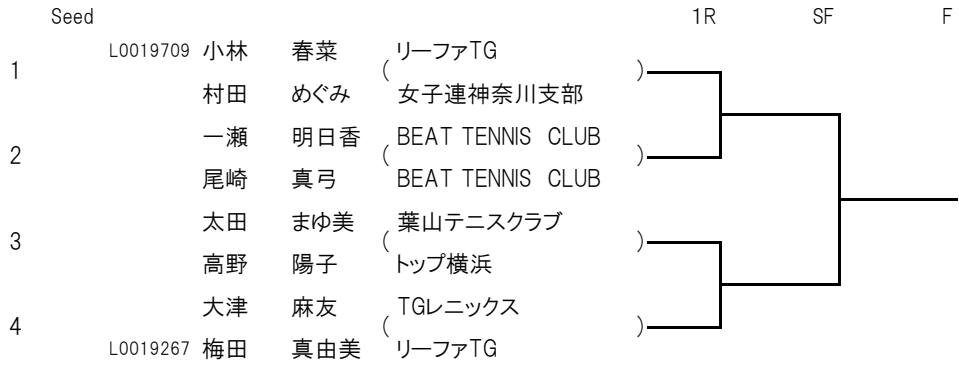 Seed 1R SF F
L0019709 小林 春菜 リーファTG
1 ( )
村田 めぐみ 女子連神奈川支部
一瀬 明日香 BEAT TENNIS CLUB
2 ( )
尾崎 真弓 BEAT TENNIS CLUB
太田 まゆ美 葉山テニスクラブ
3 ( )
高野 陽子 トップ横浜
大津 麻友 TGレニックス
4 ( )
L0019267 梅田 真由美 リーファTG